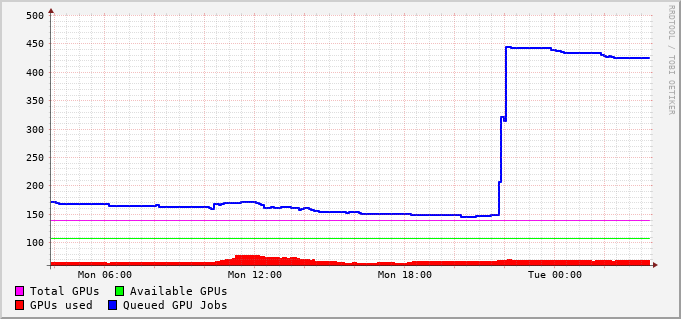 500
450
400
350
300
250
200
150
100
Mon 06:00 Mon 12:00 Mon 18:00 Tue 00:00
Total GPUs Available GPUs
GPUs used Queued GPU Jobs
RRDTOOL / TOBI OETIKER